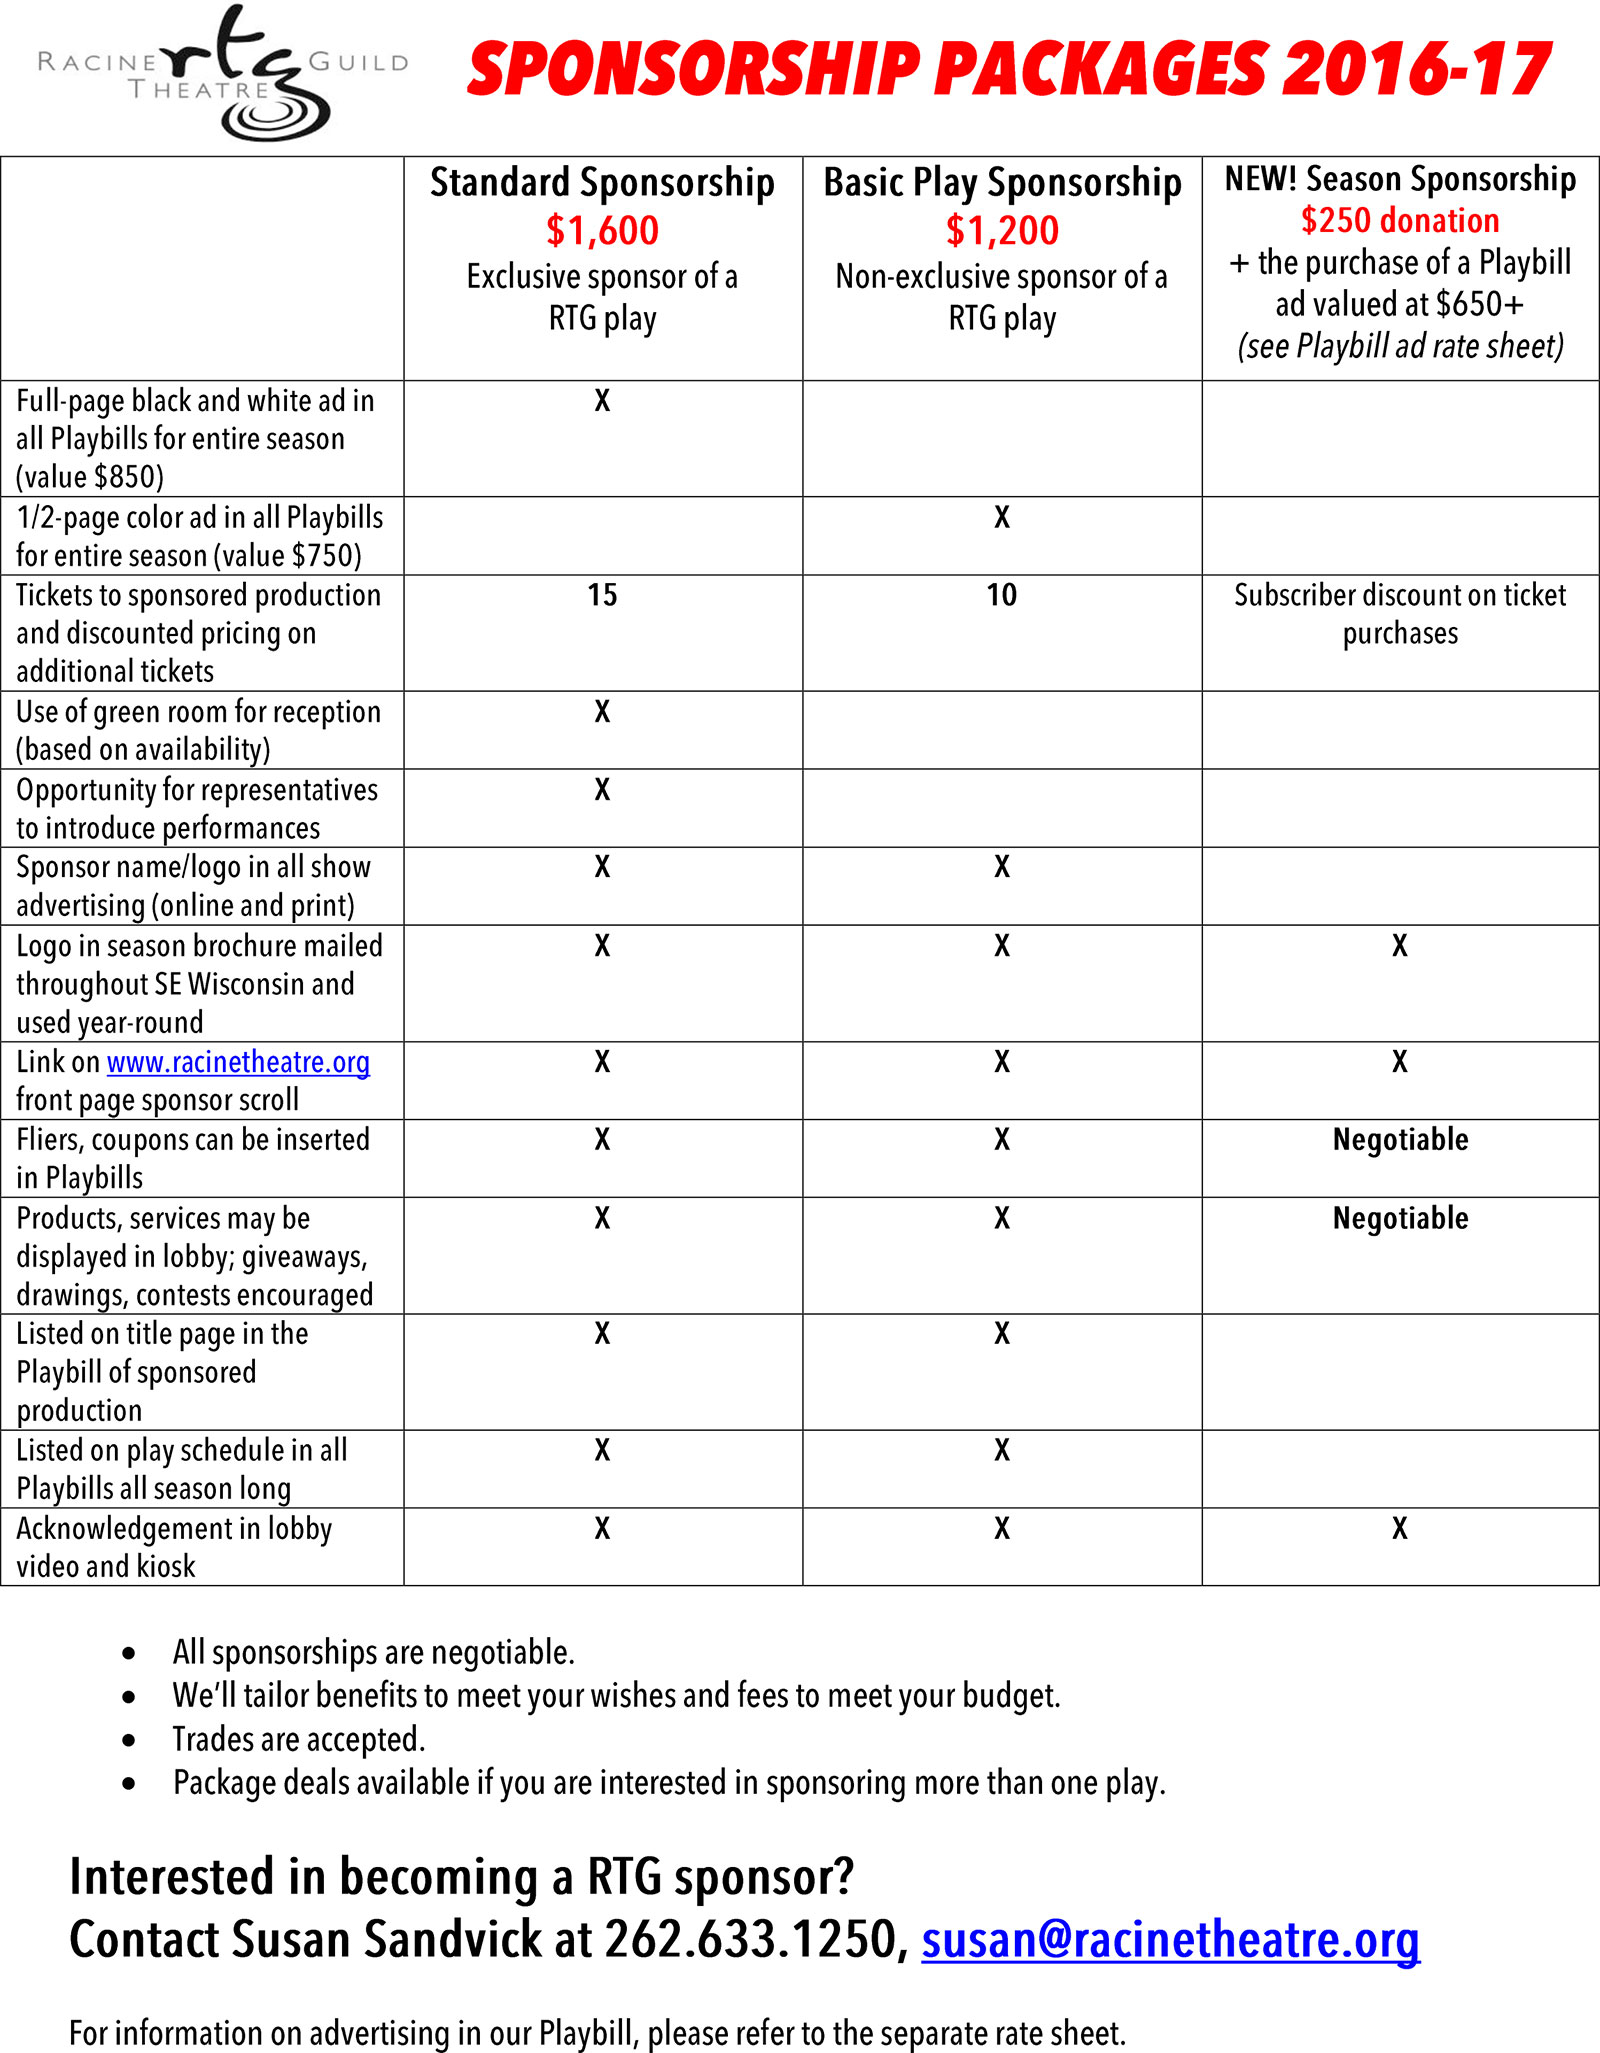 RACINE rtg GUILD
THEATRE
SPONSORSHIP PACKAGES 2016-17
Standard Sponsorship
$1,600
Exclusive sponsor of a
RTG play
Basic Play Sponsorship
$1,200
Non-exclusive sponsor of a
RTG play
NEW! Season Sponsorship
$250 donation
+ the purchase of a Playbill
ad valued at $650+
(see Playbill ad rate sheet)
Full-page black and white ad in
all Playbills for entire season
(value $850)
X
1/2-page color ad in all Playbills
for entire season (value $750)
X
Tickets to sponsored production
and discounted pricing on
additional tickets
15
10
Subscriber discount on ticket
purchases
Use of green room for reception
(based on availability)
X
Opportunity for representatives
to introduce performances
X
Sponsor name/logo in all show
advertising (online and print)
X
X
Logo in season brochure mailed
throughout SE Wisconsin and
used year-round
X
X
X
Link on www.racinetheatre.org
front page sponsor scroll
X
X
X
Fliers, coupons can be inserted
in Playbills
X
X
Negotiable
Products, services may be
displayed in lobby; giveaways,
drawings, contests encouraged
X
X
Negotiable
Listed on title page in the
Playbill of sponsored
production
X
X
Listed on play schedule in all
Playbills all season long
X
X
Acknowledgement in lobby
video and kiosk
X
X
X
• All sponsorships are negotiable.
• We'll tailor benefits to meet your wishes and fees to meet your budget.
• Trades are accepted.
• Package deals available if you are interested in sponsoring more than one play.
Interested in becoming a RTG sponsor?
Contact Susan Sandvick at 262.633.1250, susan@racinetheatre.org
For information on advertising in our Playbill, please refer to the separate rate sheet.